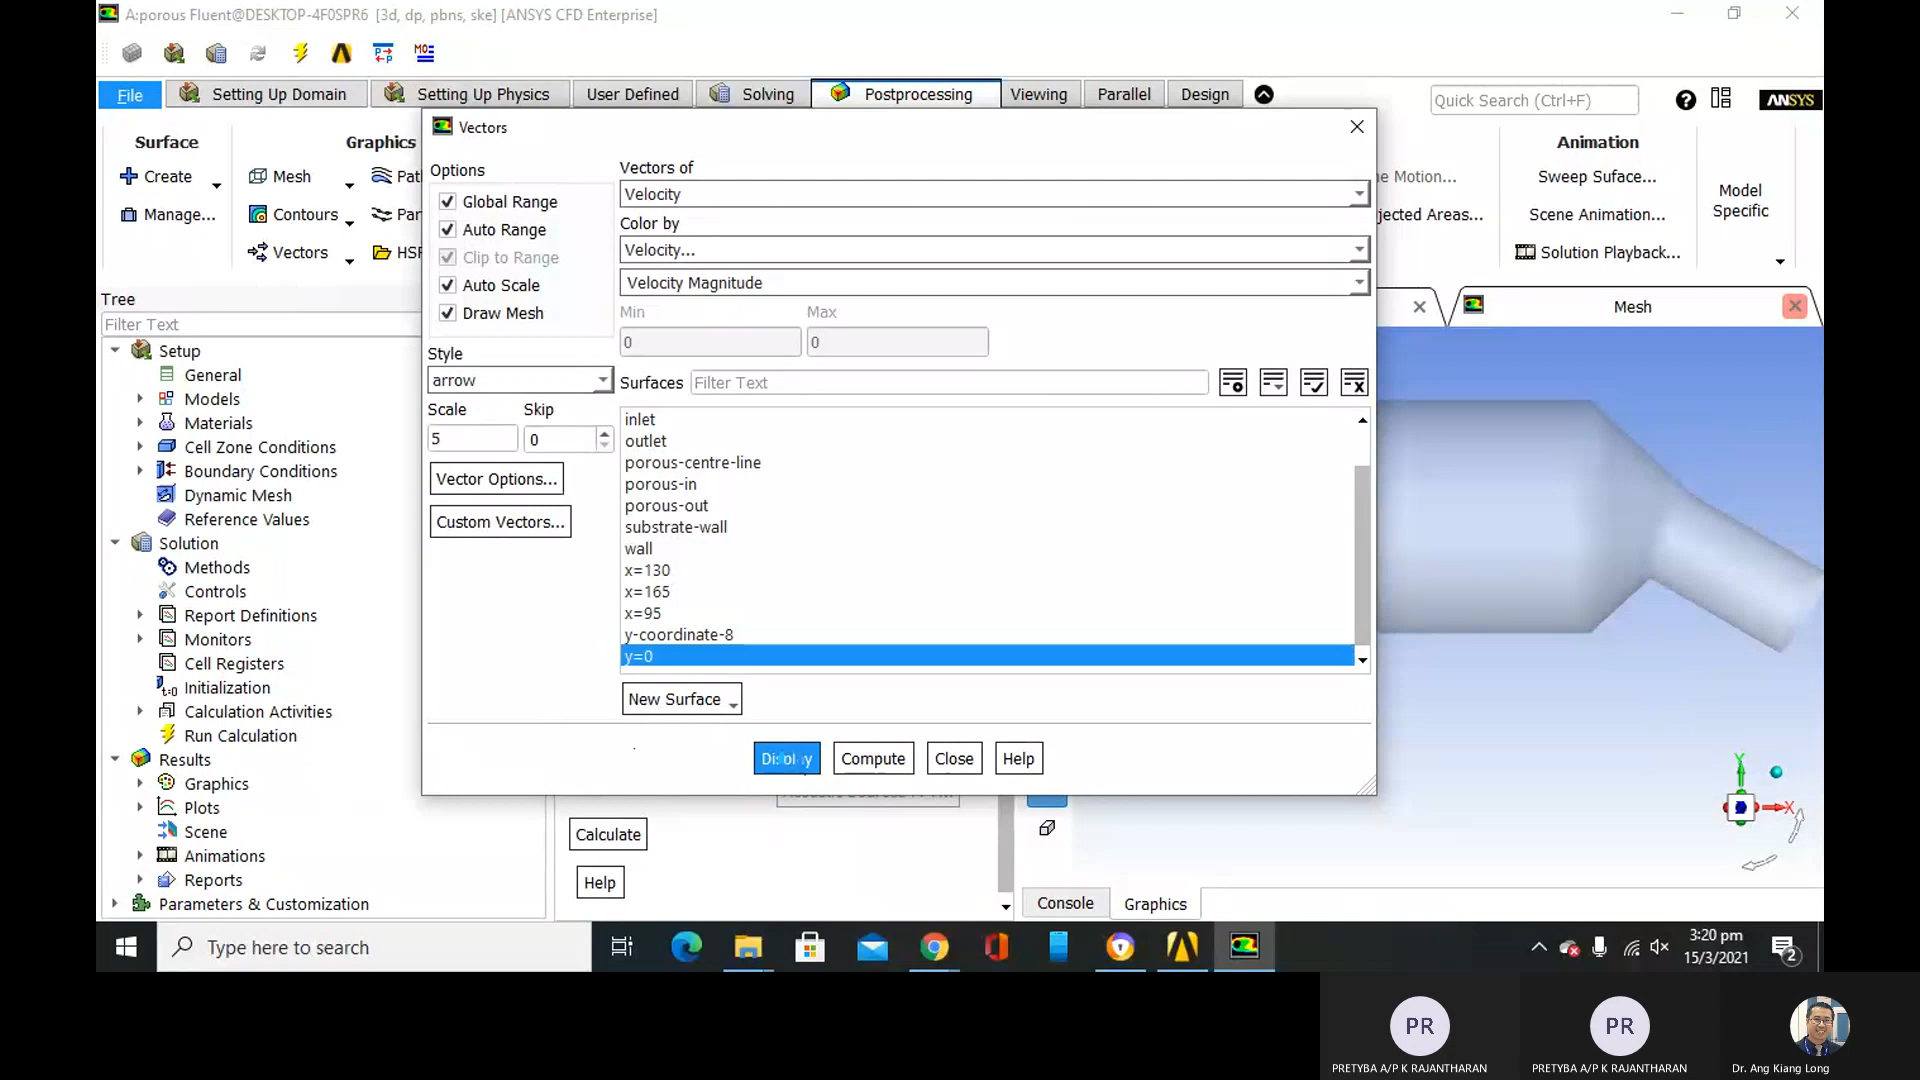 A:porous Fluent@DESKTOP-4F0SPR6 [3d, dp, pbns, ske] [ANSYS CFD Enterprise]
File
Setting Up Domain
Setting Up Physics
User Defined
Solving
Postprocessing
Viewing
Parallel
Design
Quick Search (Ctrl+F)
ANSYS
Surface
Create
Manage...
Graphics
Mesh
Contours
Vectors
Animation
Sweep Suface...
Scene Animation...
Solution Playback...
e Motion...
jected Areas...
Model
Specific
Vectors
Options
Global Range
Auto Range
Clip to Range
Auto Scale
Draw Mesh
Style
arrow
Scale
Skip
5
0
Vector Options...
Custom Vectors...
Vectors of
Velocity
Color by
Velocity...
Velocity Magnitude
Min
Max
0
0
Surfaces
Filter Text
inlet
outlet
porous-centre-line
porous-in
porous-out
substrate-wall
wall
x=130
x=165
x=95
y-coordinate-8
y=0
New Surface
Display
Compute
Close
Help
Tree
Filter Text
Setup
General
Models
Materials
Cell Zone Conditions
Boundary Conditions
Dynamic Mesh
Reference Values
Solution
Methods
Controls
Report Definitions
Monitors
Cell Registers
Initialization
Calculation Activities
Run Calculation
Results
Graphics
Plots
Scene
Animations
Reports
Parameters & Customization
Calculate
Help
Mesh
Y
X
Console
Graphics
Type here to search
3:20 pm
15/3/2021
2
PR
PR
PRETYBA A/P K RAJANTHARAN
PRETYBA A/P K RAJANTHARAN
Dr. Ang Kiang Long